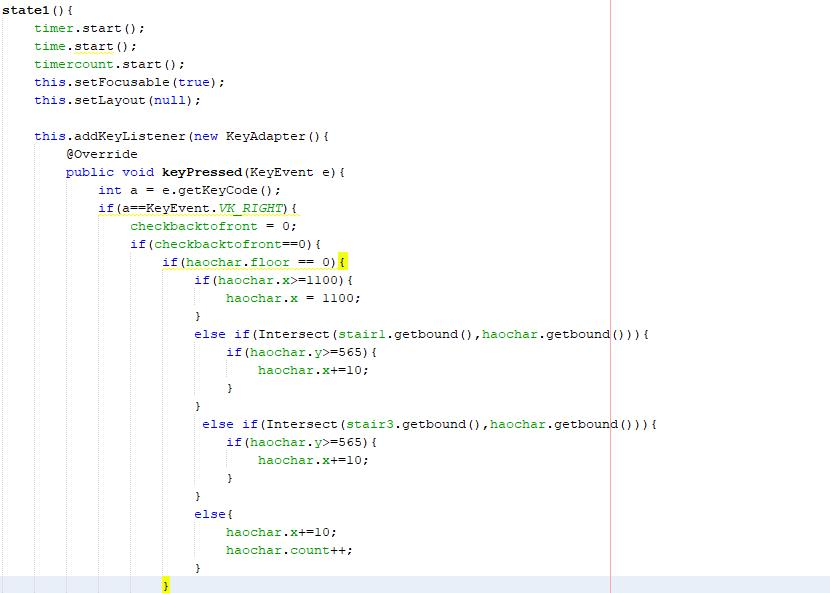 state1(){
timer.start();
time.start();
timercount.start();
this.setFocusable(true);
this.setLayout(null);
this.addKeyListener(new KeyAdapter(){
@Override
public void keyPressed(KeyEvent e){
int a = e.getKeyCode();
if(a==KeyEvent.VK_RIGHT){
checkbacktofront = 0;
if(checkbacktofront==0){
if(haochar.floor == 0){
if(haochar.x>=1100){
haochar.x = 1100;
}
else if(Intersect(stair1.getbound(),haochar.getbound())){
if(haochar.y>=565){
haochar.x+=10;
}
}
else if(Intersect(stair3.getbound(),haochar.getbound())){
if(haochar.y>=565){
haochar.x+=10;
}
}
else{
haochar.x+=10;
haochar.count++;
}
}